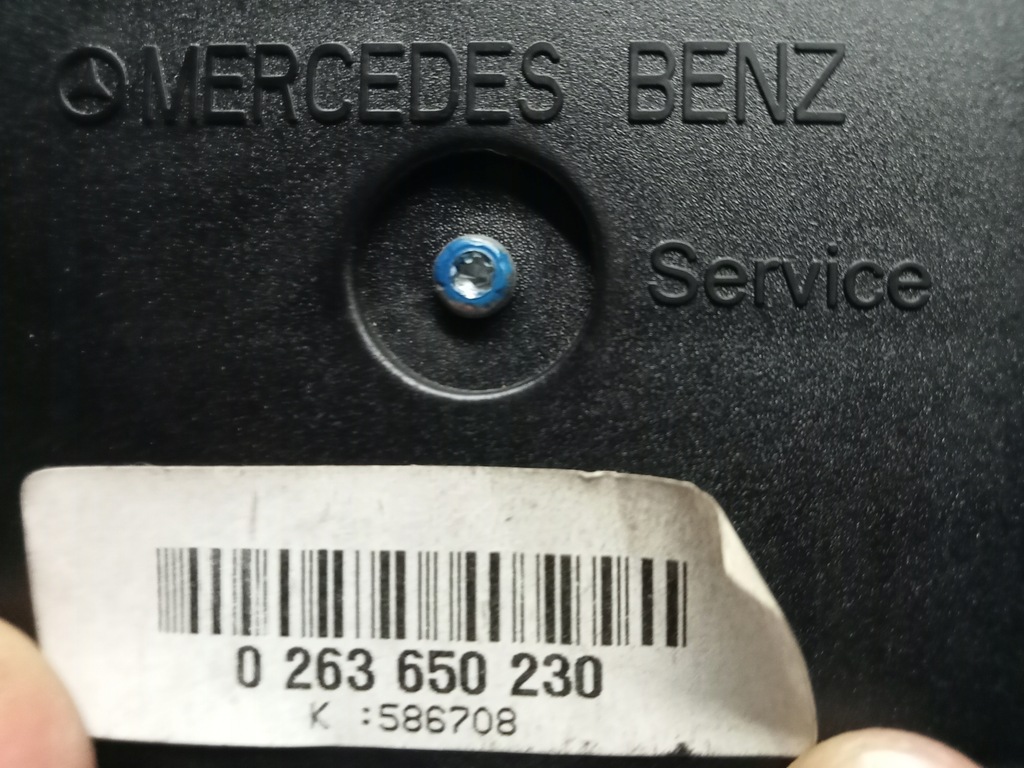 MERCEDES BENZ
Service
0 263 650 230
K :586708